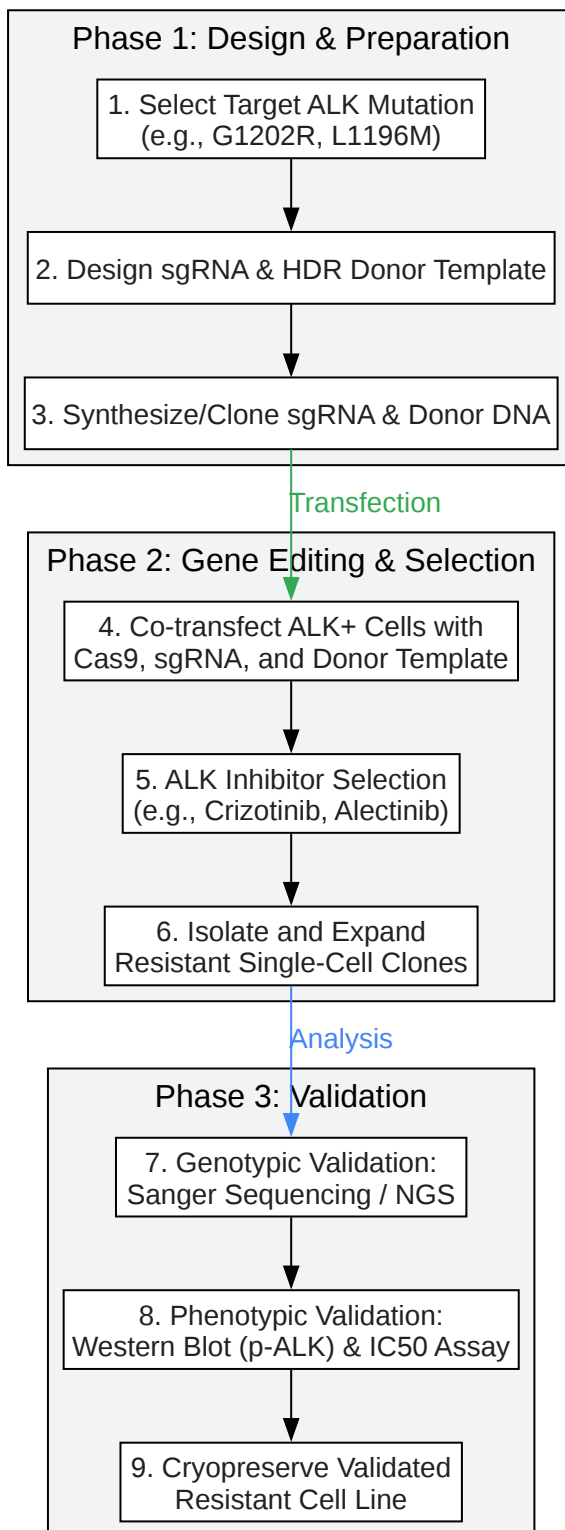 Phase 1: Design & Preparation
1. Select Target ALK Mutation
(e.g., G1202R, L1196M)
2. Design sgRNA & HDR Donor Template
3. Synthesize/Clone sgRNA & Donor DNA
Transfection
Phase 2: Gene Editing & Selection
4. Co-transfect ALK+ Cells with
Cas9, sgRNA, and Donor Template
5. ALK Inhibitor Selection
(e.g., Crizotinib, Alectinib)
6. Isolate and Expand
Resistant Single-Cell Clones
Analysis
Phase 3: Validation
7. Genotypic Validation:
Sanger Sequencing / NGS
8. Phenotypic Validation:
Western Blot (p-ALK) & IC50 Assay
9. Cryopreserve Validated
Resistant Cell Line